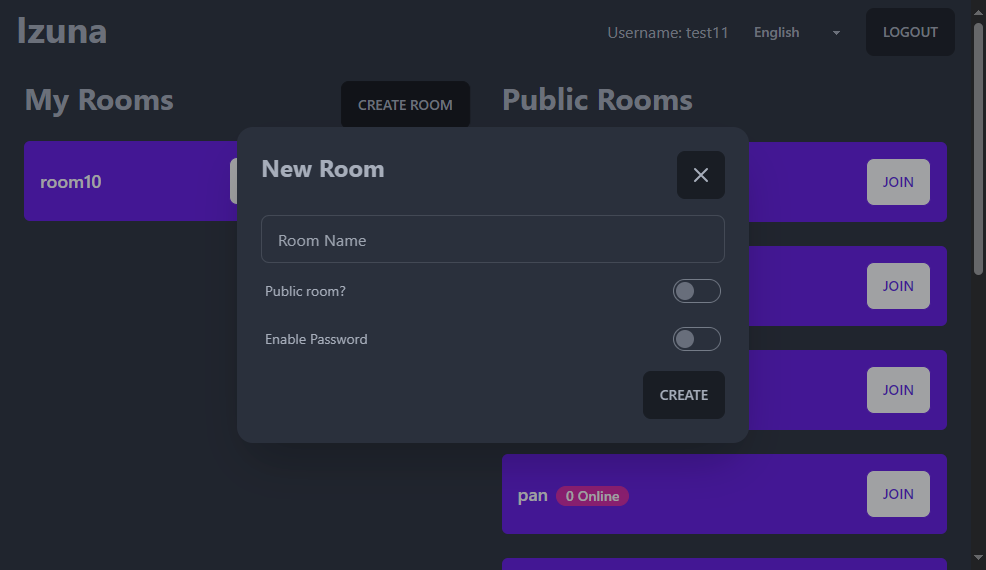 Izuna
Username: test11
English
LOGOUT
My Rooms
CREATE ROOM
Public Rooms
room10
New Room
Room Name
Public room?
Enable Password
CREATE
JOIN
JOIN
JOIN
pan
0 Online
JOIN